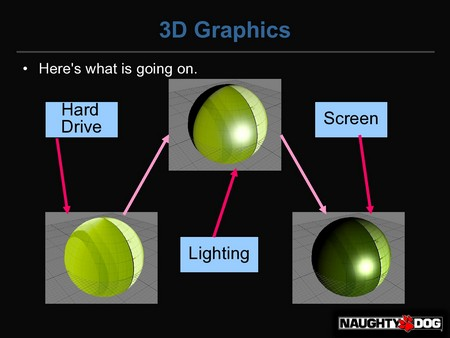 3D Graphics
• Here's what is going on.
Hard
Drive
Screen
Lighting
NAUGHTY DOG